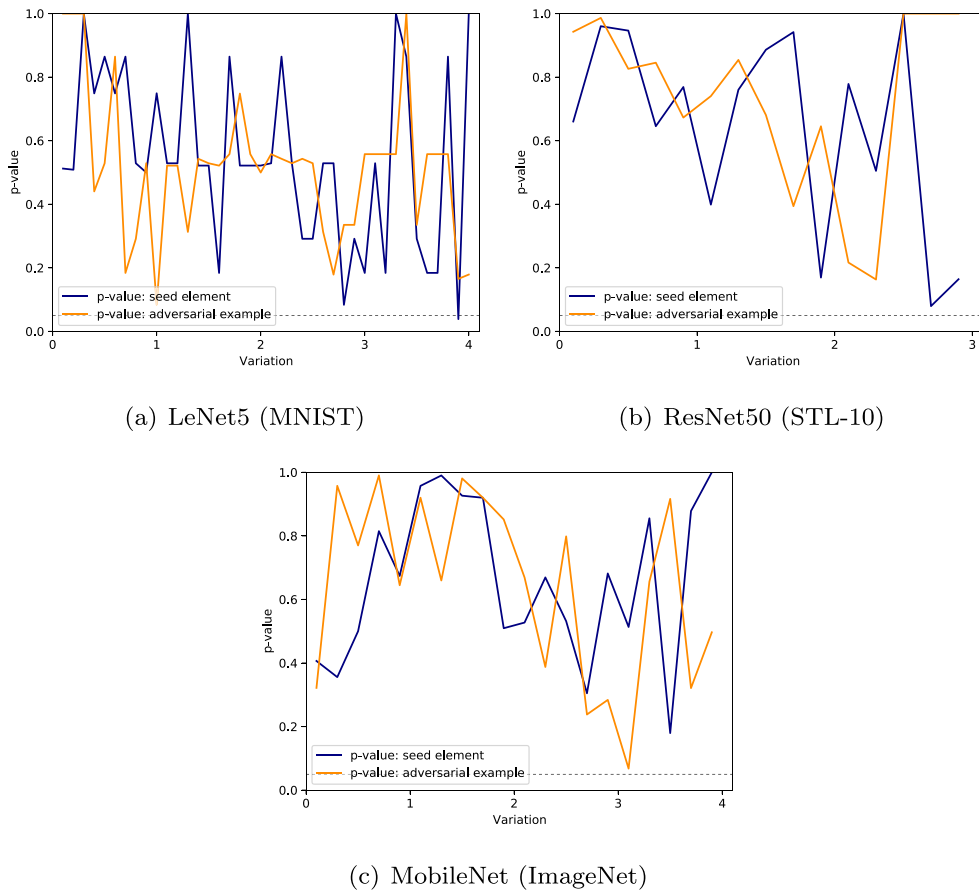 1.0
0.8
0.6
0.4
0.2
0.0
p-value
p-value: seed element
p-value: adversarial example
0 1 2 3 4
Variation
(a) LeNet5 (MNIST)
1.0
0.8
0.6
0.4
0.2
0.0
p-value
p-value: seed element
p-value: adversarial example
0 1 2 3
Variation
(b) ResNet50 (STL-10)
1.0
0.8
0.6
0.4
0.2
0.0
p-value
p-value: seed element
p-value: adversarial example
0 1 2 3 4
Variation
(c) MobileNet (ImageNet)